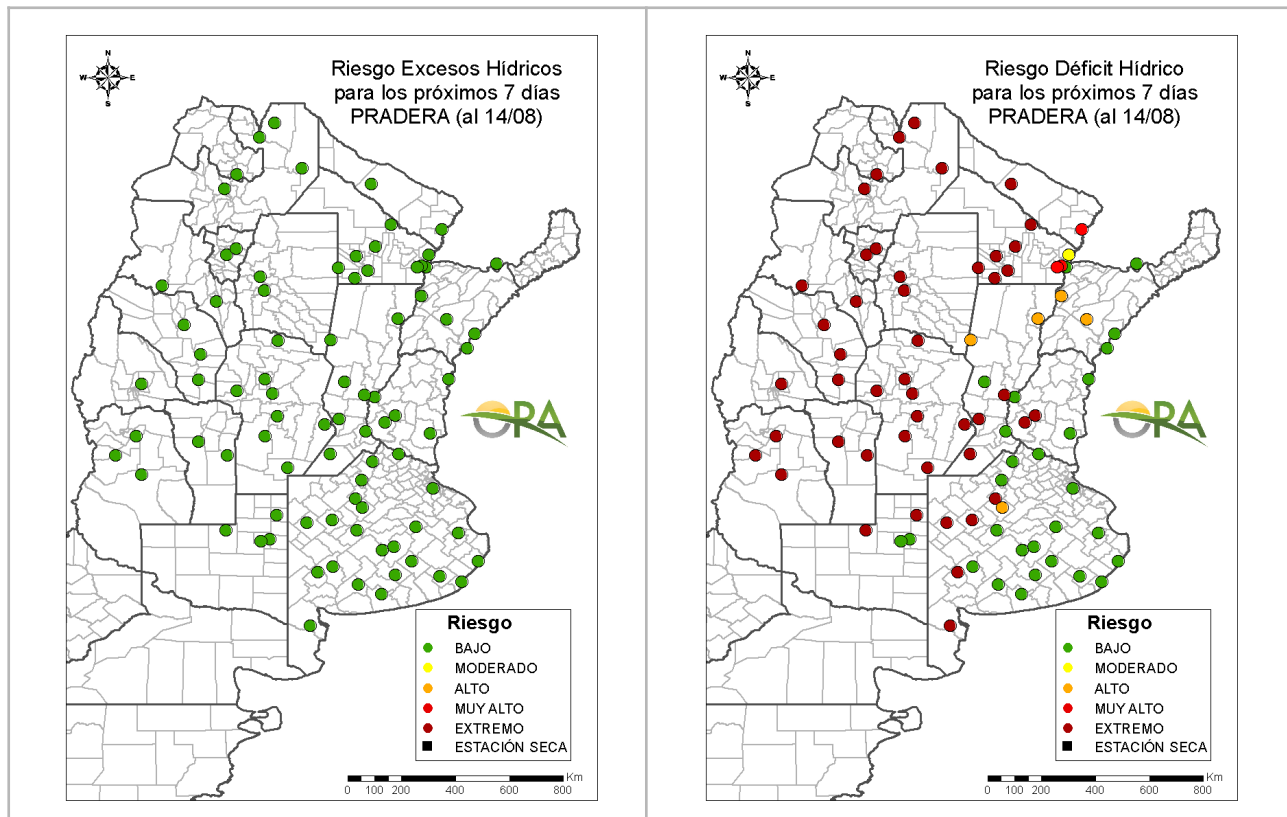 N
E
S
W
Riesgo Excesos Hídricos
para los próximos 7 días
PRADERA (al 14/08)
ORA
Riesgo
BAJO
MODERADO
ALTO
MUY ALTO
EXTREMO
ESTACIÓN SECA
Km
0 100 200 400 600 800
N
E
S
W
Riesgo Déficit Hídrico
para los próximos 7 días
PRADERA (al 14/08)
ORA
Riesgo
BAJO
MODERADO
ALTO
MUY ALTO
EXTREMO
ESTACIÓN SECA
Km
0 100 200 400 600 800